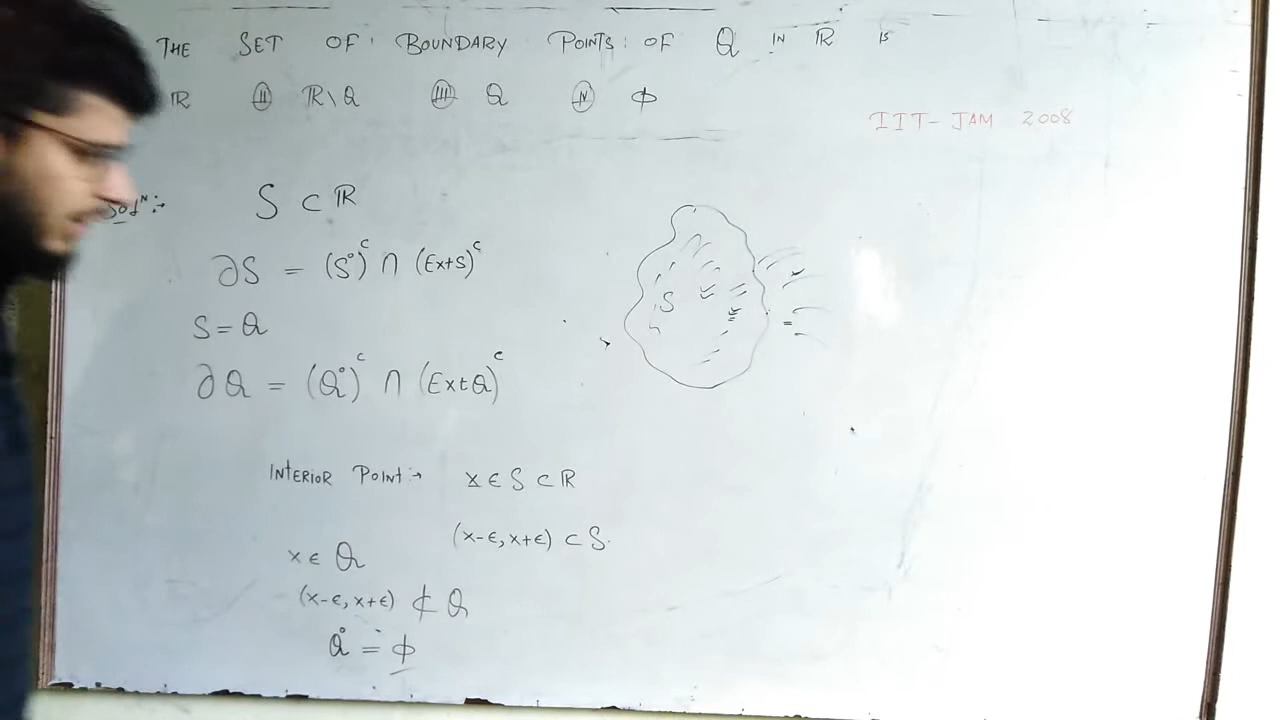 THE SET OF BOUNDARY POINTS OF Q IN ℝ IS
ℝ Ⓘⓘ ℝ\Q Ⓘⓘⓘ Q ⒾⓋ ϕ
IIT-JAM 2008
Solᴺ:→ S ⊂ ℝ
∂S = (S°)ᶜ ∩ (Ext S)ᶜ
S
S = Q
∂Q = (Q°)ᶜ ∩ (Ext Q)ᶜ
INTERIOR POINT:→ x ∈ S ⊂ ℝ
(x-ϵ, x+ϵ) ⊂ S.
x ∈ Q
(x-ϵ, x+ϵ) ⊄ Q
Q° = ϕ